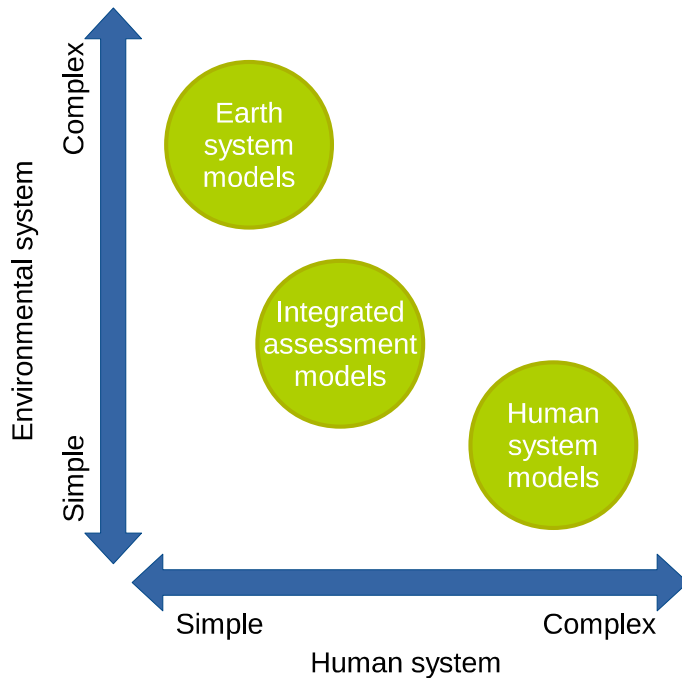 Complex
Environmental system
Simple
Earth
system
models
Integrated
assessment
models
Human
system
models
Simple
Complex
Human system